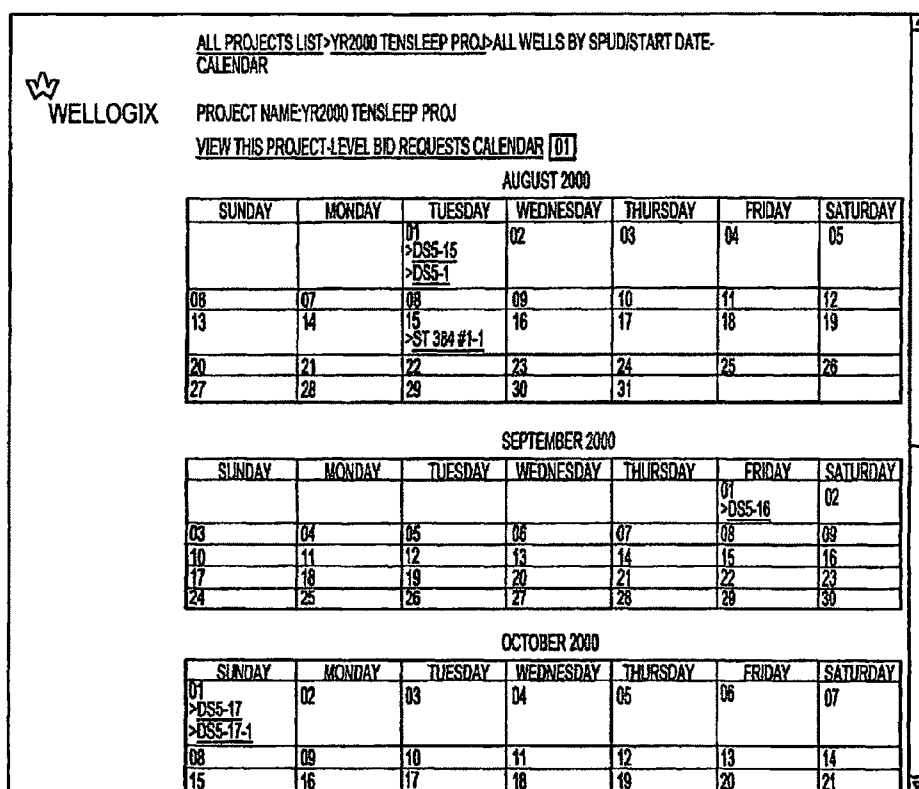 ALL PROJECTS LIST>YR2000 TENSLEEP PROJ>ALL WELLS BY SPUD/START DATE-
CALENDAR
WELLOGIX
PROJECT NAME:YR2000 TENSLEEP PROJ
VIEW THIS PROJECT-LEVEL BID REQUESTS CALENDAR 01
AUGUST 2000
SUNDAY MONDAY TUESDAY WEDNESDAY THURSDAY FRIDAY SATURDAY
01 02 03 04 05
>DS5-15
>DS5-1
06 07 08 09 10 11 12
13 14 15 16 17 18 19
>ST 384 #1-1
20 21 22 23 24 25 26
27 28 29 30 31
SEPTEMBER 2000
SUNDAY MONDAY TUESDAY WEDNESDAY THURSDAY FRIDAY SATURDAY
01 02
>DS5-16
03 04 05 06 07 08 09
10 11 12 13 14 15 16
17 18 19 20 21 22 23
24 25 26 27 28 29 30
OCTOBER 2000
SUNDAY MONDAY TUESDAY WEDNESDAY THURSDAY FRIDAY SATURDAY
01 02 03 04 05 06 07
>DS5-17
>DS5-17-1
08 09 10 11 12 13 14
15 16 17 18 19 20 21